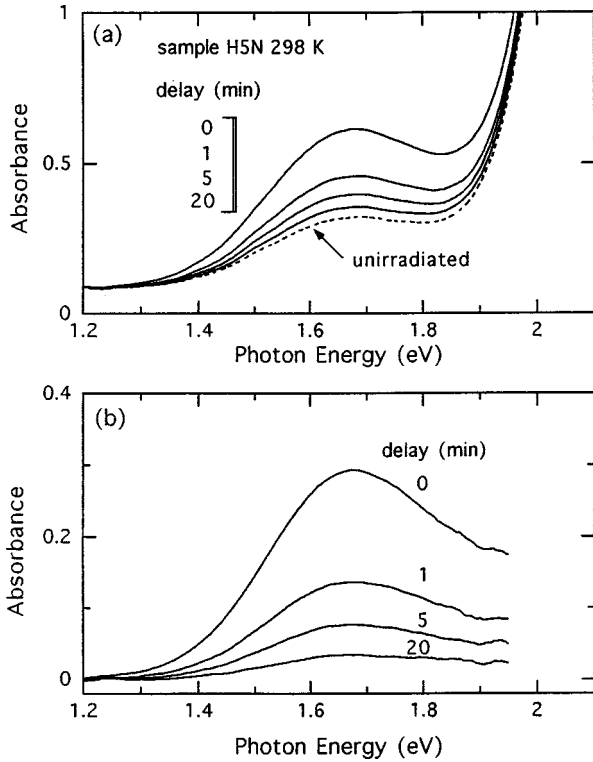 (a)
sample H5N 298 K
delay (min)
0
1
5
20
unirradiated
Absorbance
1
0.5
0
1.2
1.4
1.6
1.8
2
Photon Energy (eV)
(b)
delay (min)
0
1
5
20
Absorbance
0.4
0.2
0
1.2
1.4
1.6
1.8
2
Photon Energy (eV)